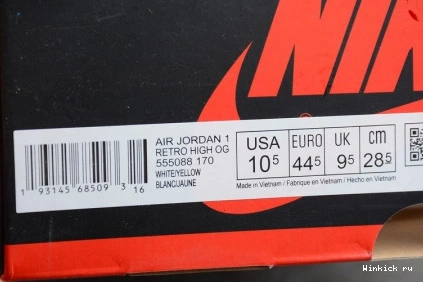 NIK
AIR JORDAN 1
RETRO HIGH OG
555088 170
WHITE/YELLOW
BLANC/JAUNE
1 93145 68509 3 16
USA EURO UK cm
10.5 44.5 9.5 28.5
Made in Vietnam / Fabrique en Vietnam / Hecho en Vietnam
Winkick ru